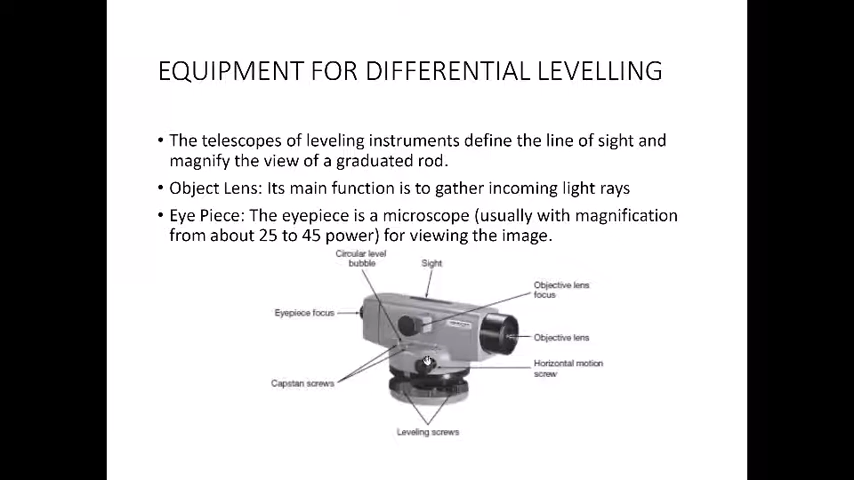 EQUIPMENT FOR DIFFERENTIAL LEVELLING
• The telescopes of leveling instruments define the line of sight and
magnify the view of a graduated rod.
• Object Lens: Its main function is to gather incoming light rays
• Eye Piece: The eyepiece is a microscope (usually with magnification
from about 25 to 45 power) for viewing the image.
Circular level
bubble
Sight
Objective lens
focus
Eyepiece focus
Objective lens
Horizontal motion
screw
Capstan screws
Leveling screws